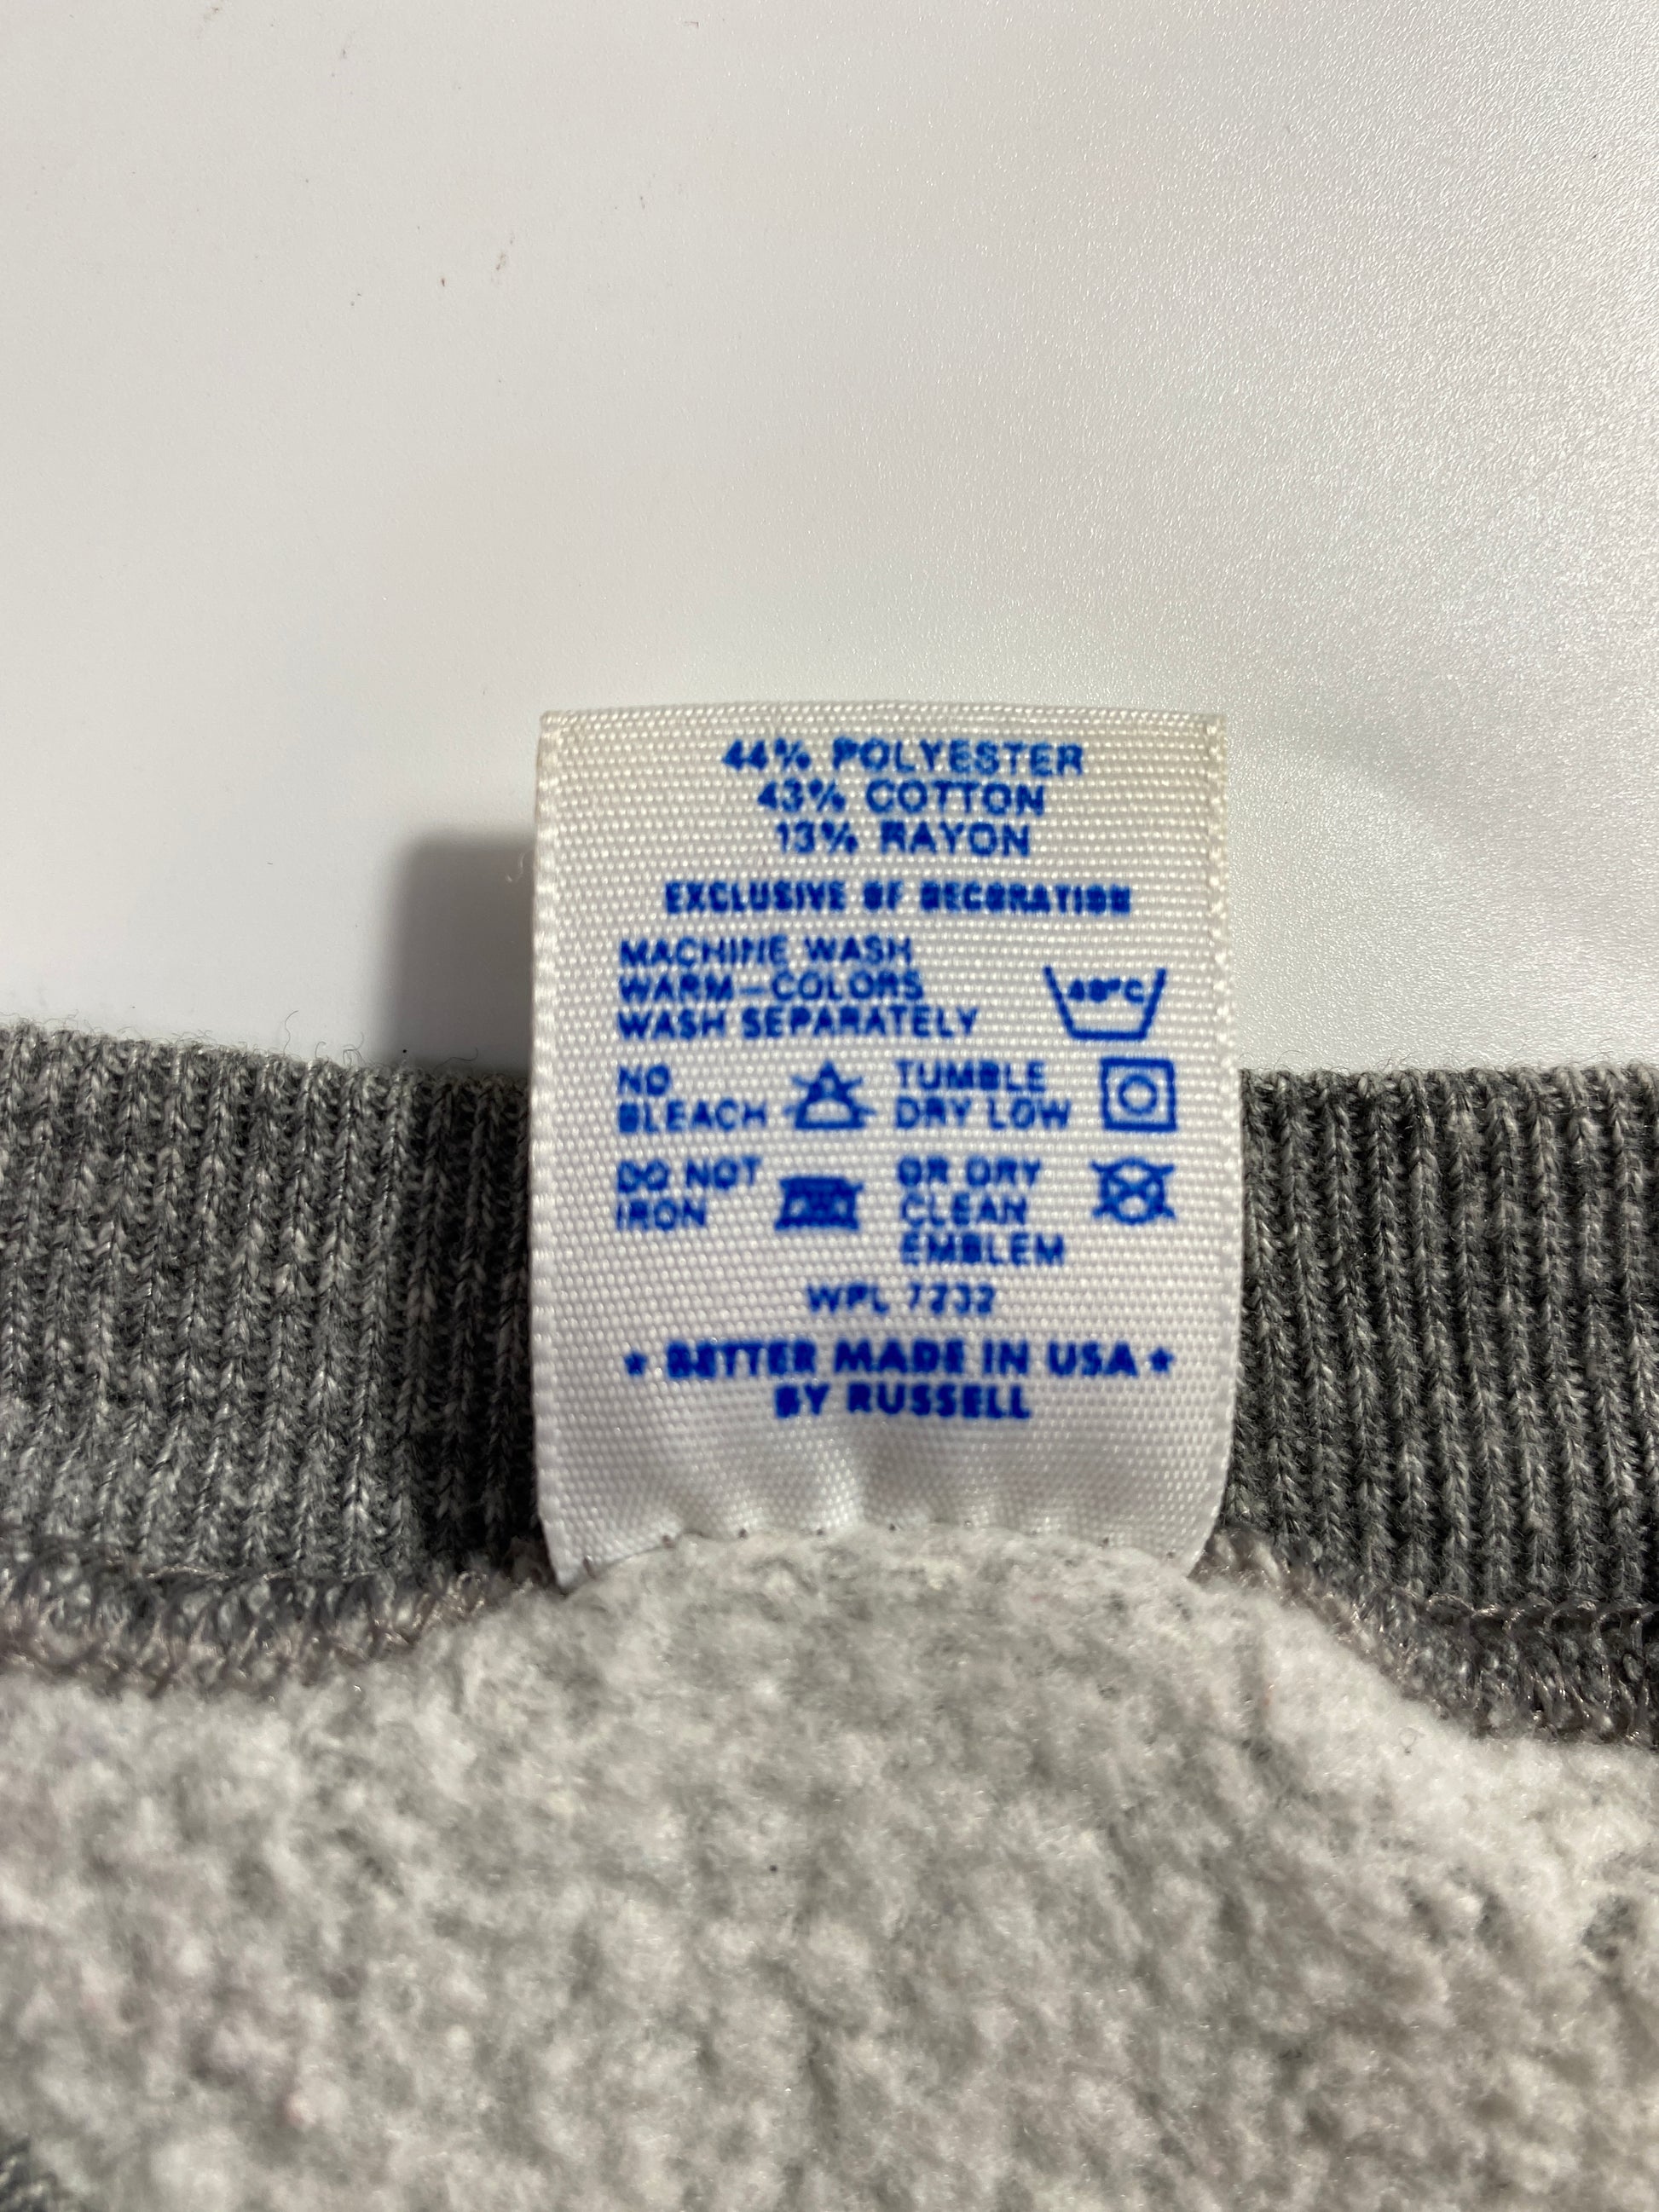 44% POLYESTER
43% COTTON
13% RAYON
EXCLUSIVE OF DECORATION
MACHINE WASH
WARM-COLORS
WASH SEPARATELY
40°C
NO
BLEACH
TUMBLE
DRY LOW
DO NOT
IRON
OR DRY
CLEAN
EMBLEM
WPL 7232
★ BETTER MADE IN USA ★
BY RUSSELL